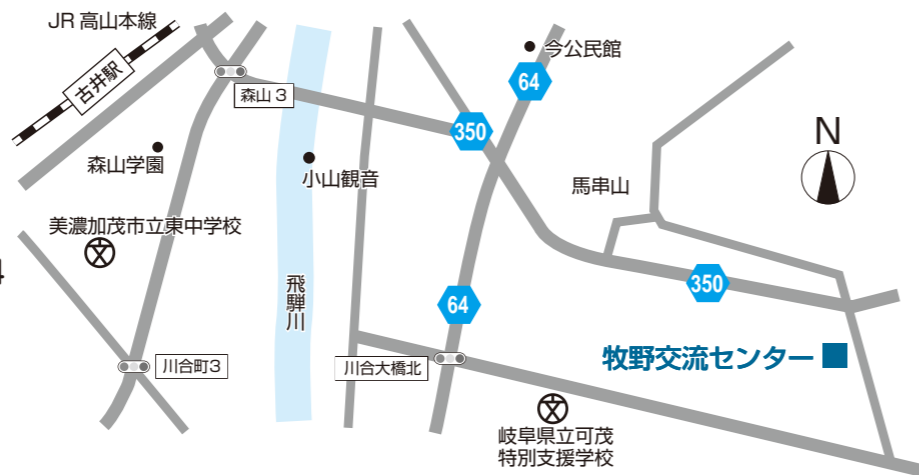 JR 高山本線
古井駅
森山 3
今公民館
64
350
森山学園
小山観音
馬串山
N
美濃加茂市立東中学校
文
飛騨川
64
350
川合町3
川合大橋北
牧野交流センター
文
岐阜県立可茂
特別支援学校